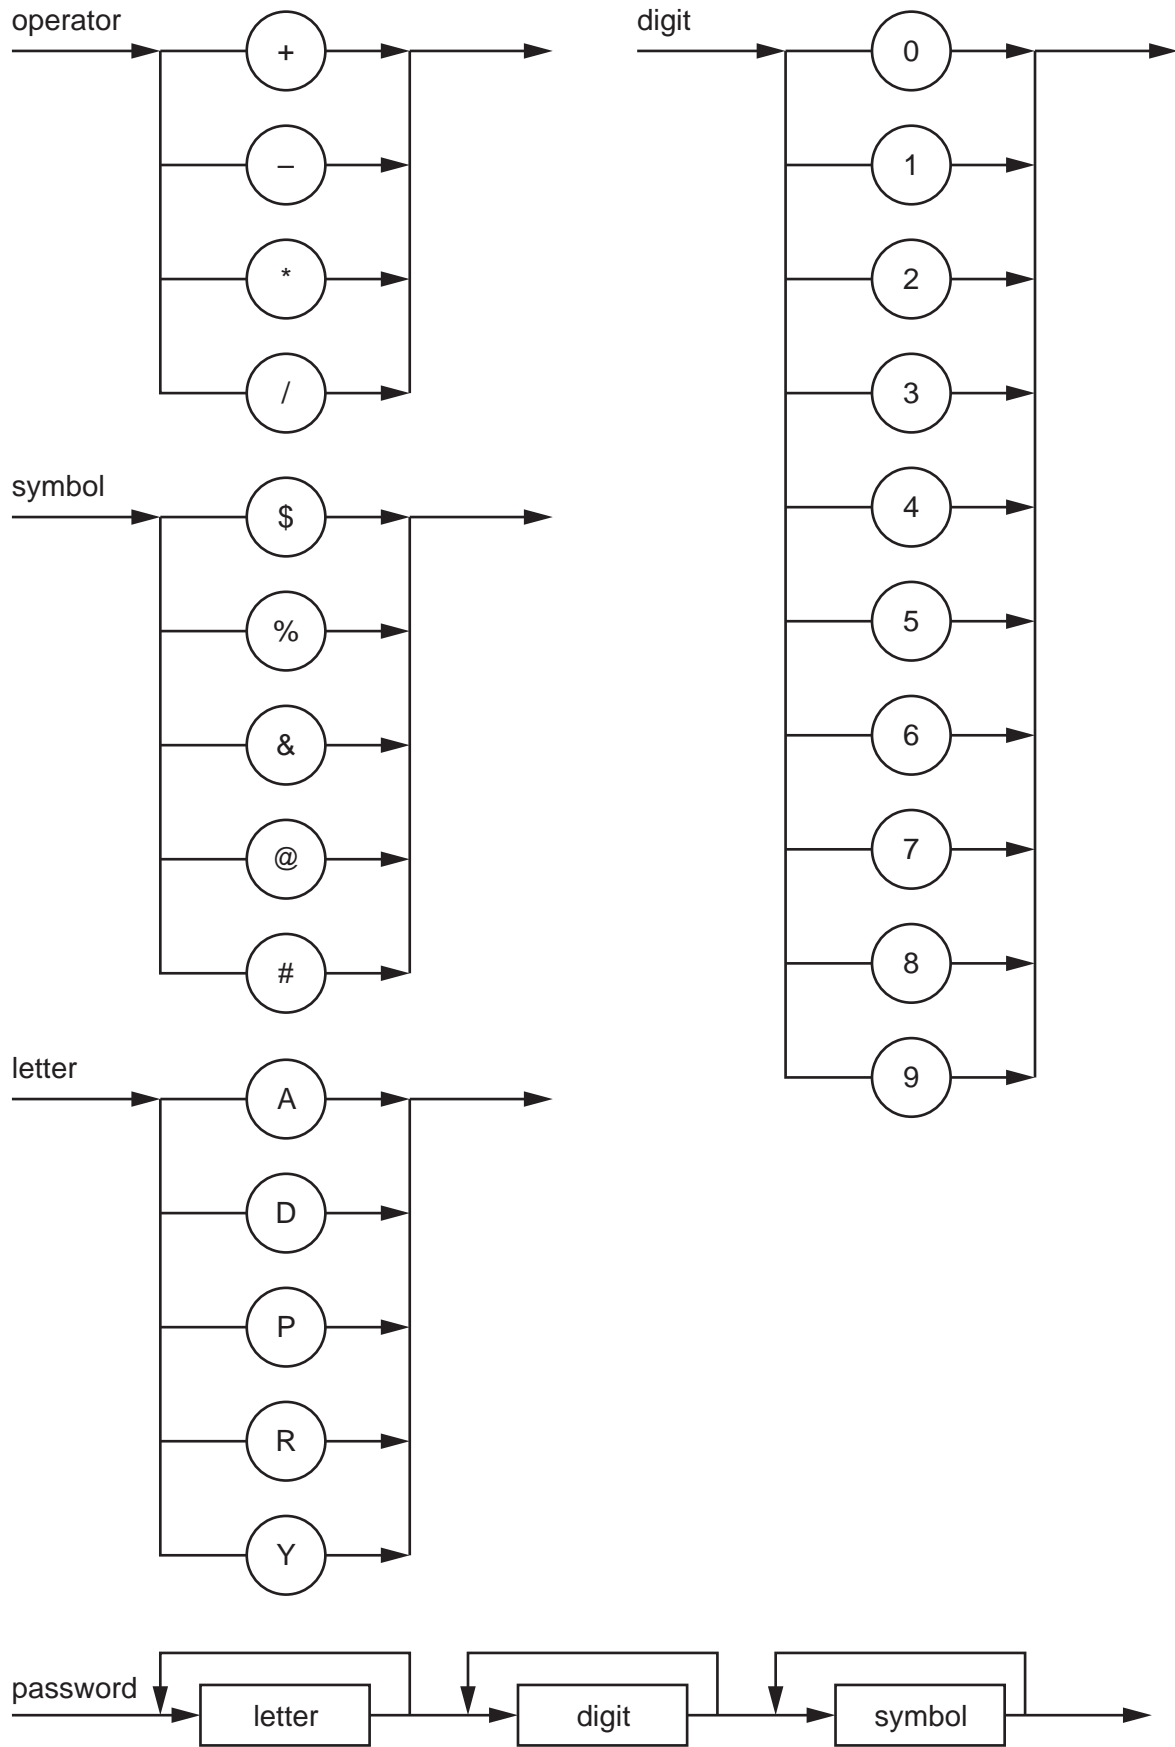 operator
+
–
*
/
symbol
$
%
&
@
#
letter
A
D
P
R
Y
digit
0
1
2
3
4
5
6
7
8
9
password
letter
digit
symbol